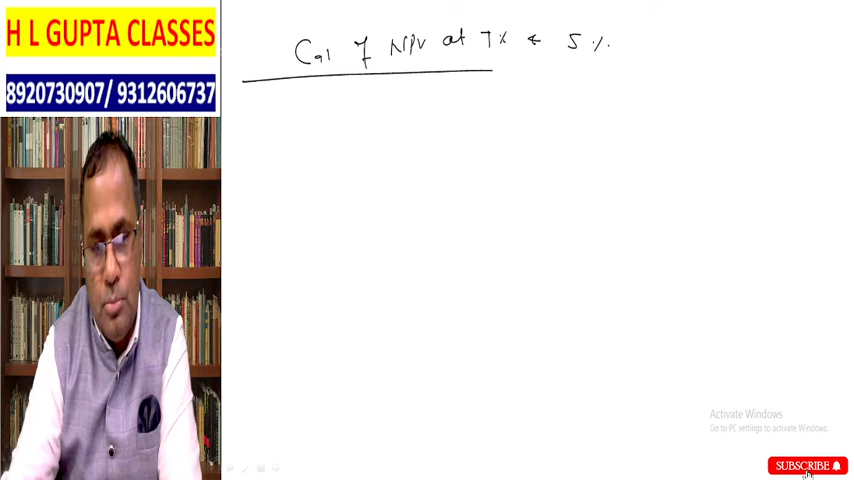 H L GUPTA CLASSES
8920730907/ 9312606737
Cal of NPV at 7% & 5%
Activate Windows
Go to PC settings to activate Windows.
SUBSCRIBE